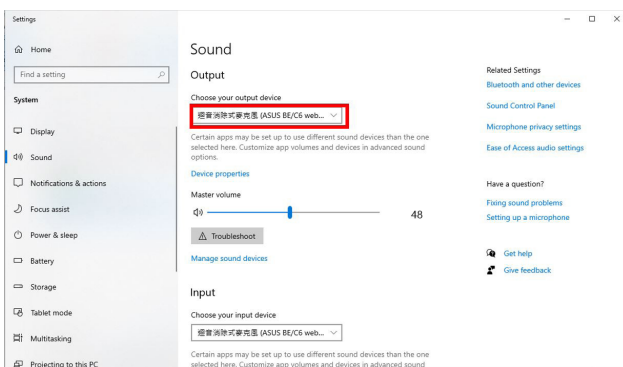 Settings
Home
Find a setting
System
Display
Sound
Notifications & actions
Focus assist
Power & sleep
Battery
Storage
Tablet mode
Multitasking
Projecting to this PC
Sound
Output
Choose your output device
迴音消除式麥克風 (ASUS BE/C6 web...
Certain apps may be set up to use different sound devices than the one
selected here. Customize app volumes and devices in advanced sound
options.
Device properties
Master volume
48
Troubleshoot
Manage sound devices
Input
Choose your input device
迴音消除式麥克風 (ASUS BE/C6 web...
Certain apps may be set up to use different sound devices than the one
selected here. Customize app volumes and devices in advanced sound
Related Settings
Bluetooth and other devices
Sound Control Panel
Microphone privacy settings
Ease of Access audio settings
Have a question?
Fixing sound problems
Setting up a microphone
Get help
Give feedback